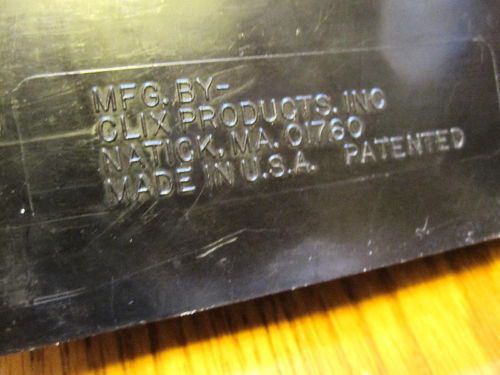 MFG. BY-
CLIX PRODUCTS. INC
NATICK, MA. 01760
MADE IN U.S.A. PATENTED